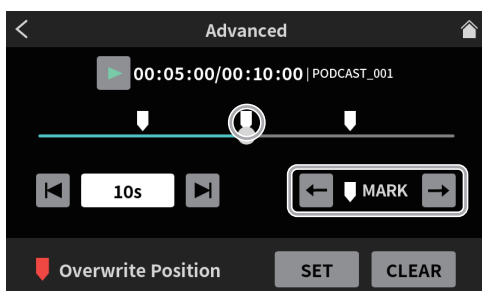 Advanced
00:05:00/00:10:00 | PODCAST_001
10s
MARK
Overwrite Position SET CLEAR